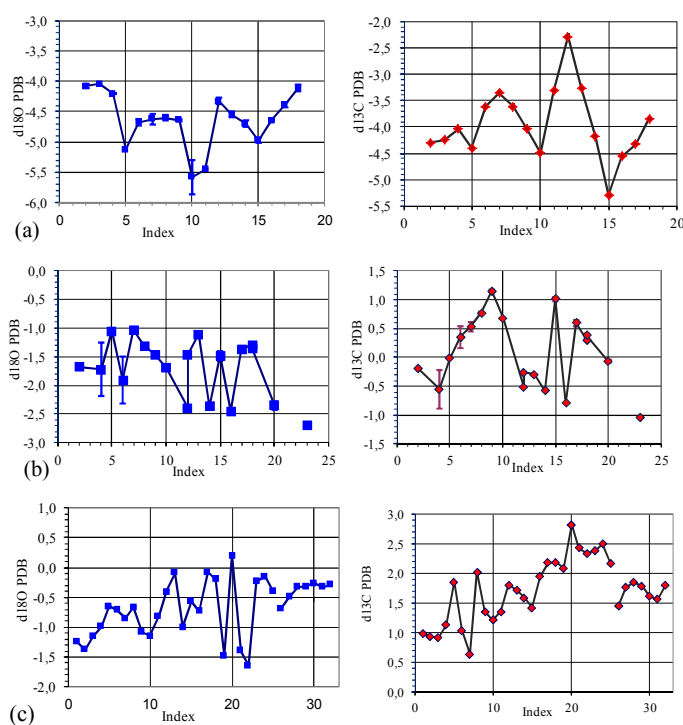 -3,0
-3,5
-4,0
-4,5
-5,0
-5,5
-6,0
d18O PDB
0 5 10 15 20
Index
(a)
-2,0
-2,5
-3,0
-3,5
-4,0
-4,5
-5,0
-5,5
d13C PDB
0 5 10 15 20
Index
0,0
-0,5
-1,0
-1,5
-2,0
-2,5
-3,0
d18O PDB
0 5 10 15 20 25
Index
(b)
1,5
1,0
0,5
0,0
-0,5
-1,0
-1,5
d13C PDB
0 5 10 15 20 25
Index
1,0
0,5
0,0
-0,5
-1,0
-1,5
-2,0
d18O PDB
0 10 20 30
Index
(c)
3,0
2,5
2,0
1,5
1,0
0,5
0,0
d13C PDB
0 10 20 30
Index